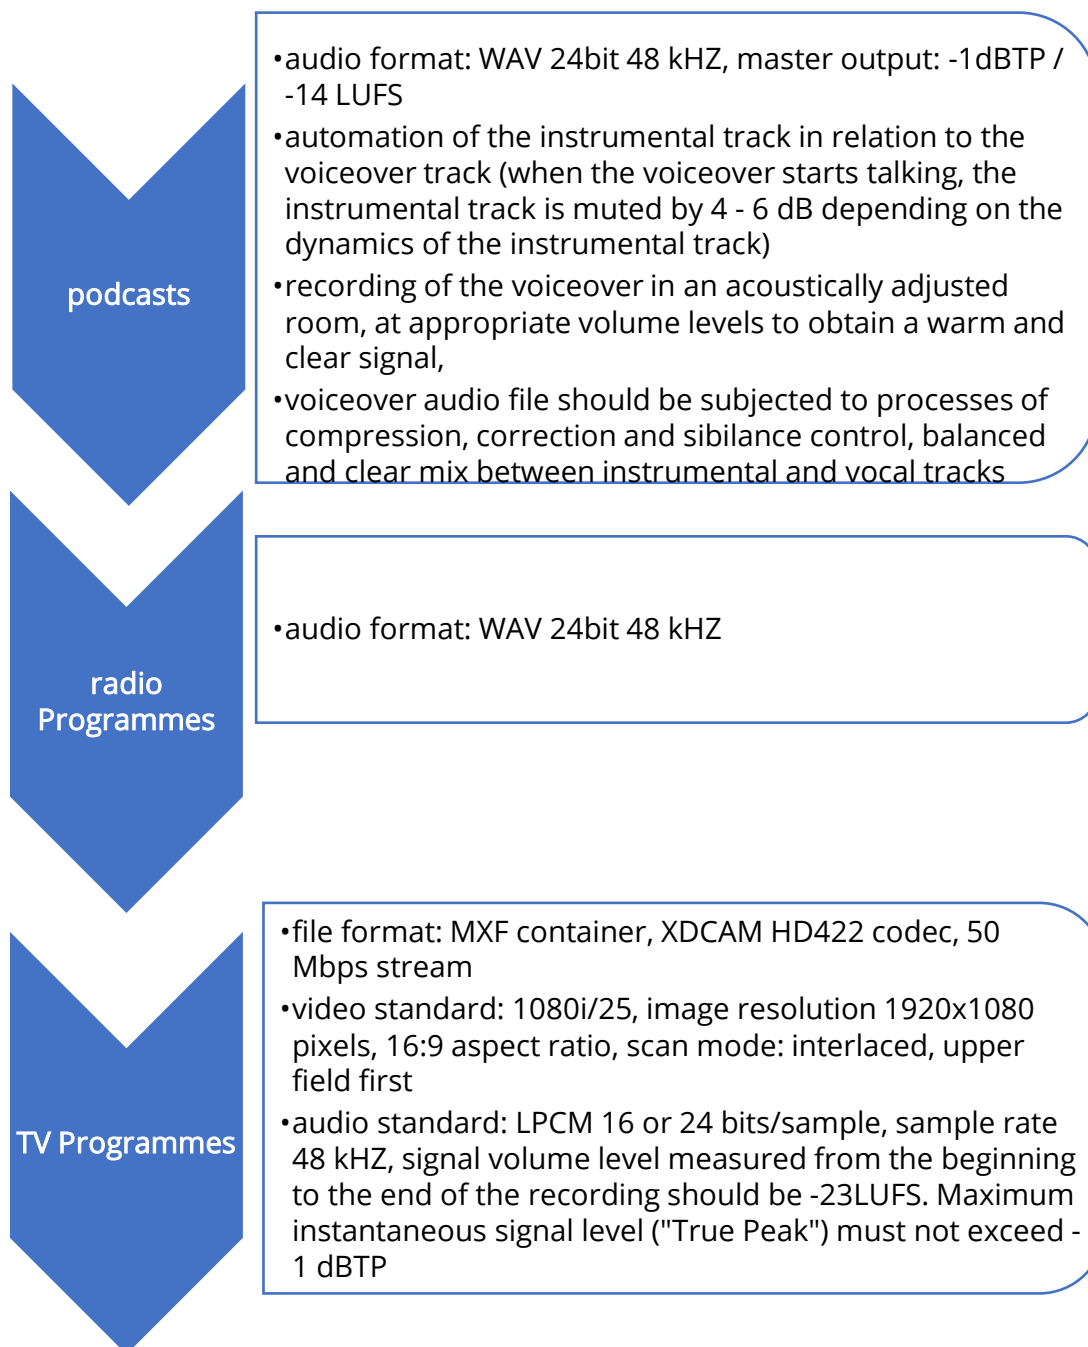 podcasts
•audio format: WAV 24bit 48 kHZ, master output: -1dBTP /
-14 LUFS
•automation of the instrumental track in relation to the
voiceover track (when the voiceover starts talking, the
instrumental track is muted by 4 - 6 dB depending on the
dynamics of the instrumental track)
•recording of the voiceover in an acoustically adjusted
room, at appropriate volume levels to obtain a warm and
clear signal,
•voiceover audio file should be subjected to processes of
compression, correction and sibilance control, balanced
and clear mix between instrumental and vocal tracks
radio
Programmes
•audio format: WAV 24bit 48 kHZ
TV Programmes
•file format: MXF container, XDCAM HD422 codec, 50
Mbps stream
•video standard: 1080i/25, image resolution 1920x1080
pixels, 16:9 aspect ratio, scan mode: interlaced, upper
field first
•audio standard: LPCM 16 or 24 bits/sample, sample rate
48 kHZ, signal volume level measured from the beginning
to the end of the recording should be -23LUFS. Maximum
instantaneous signal level ("True Peak") must not exceed -
1 dBTP